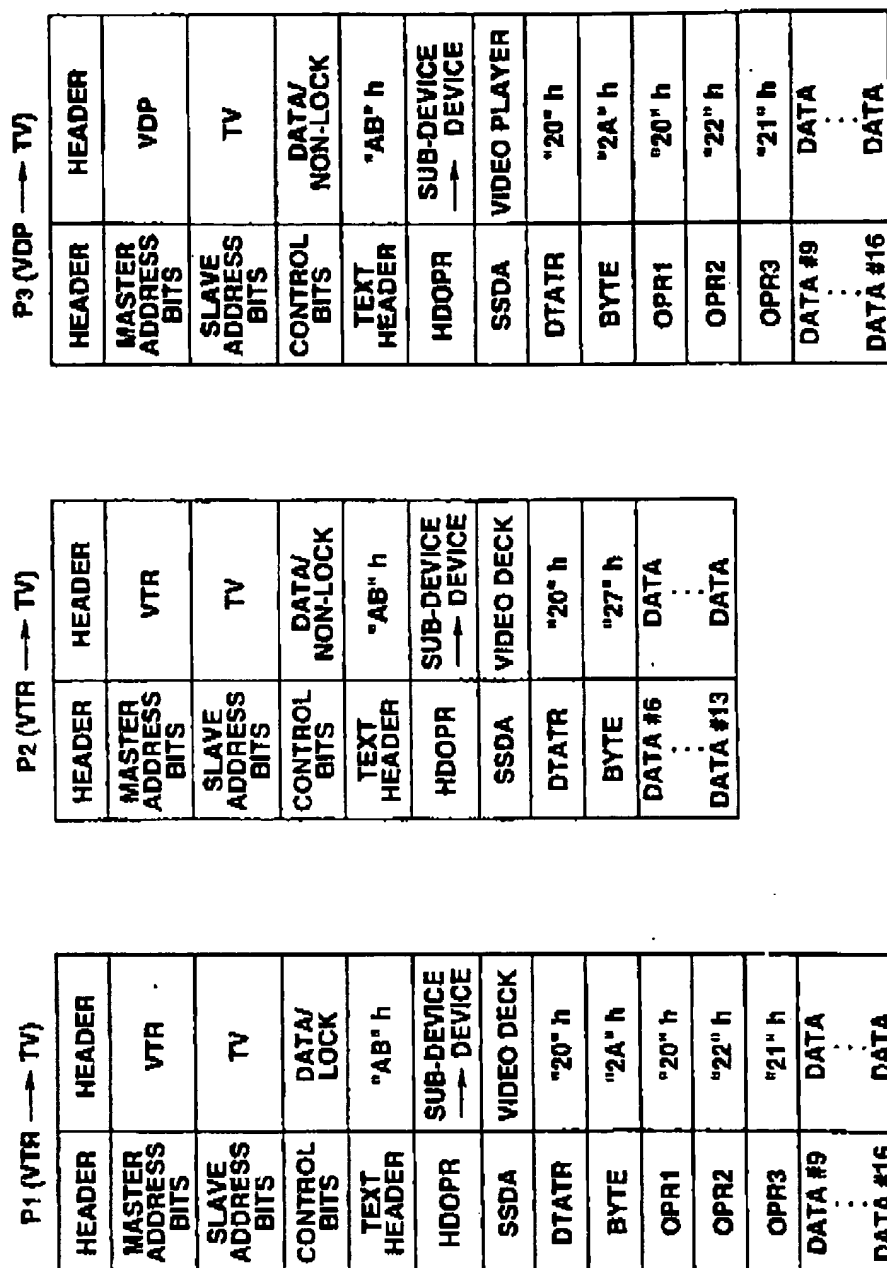 P1 (VTR → TV)
HEADER HEADER
MASTER ADDRESS BITS VTR
SLAVE ADDRESS BITS TV
CONTROL BITS DATA/ LOCK
TEXT HEADER "AB" h
HDOPR SUB-DEVICE → DEVICE
SSDA VIDEO DECK
DTATR "20" h
BYTE "2A" h
OPR1 "20" h
OPR2 "22" h
OPR3 "21" h
DATA #9 DATA
⋮ ⋮
DATA #16 DATA
P2 (VTR → TV)
HEADER HEADER
MASTER ADDRESS BITS VTR
SLAVE ADDRESS BITS TV
CONTROL BITS DATA/ NON-LOCK
TEXT HEADER "AB" h
HDOPR SUB-DEVICE → DEVICE
SSDA VIDEO DECK
DTATR "20" h
BYTE "27" h
DATA #6 DATA
⋮ ⋮
DATA #13 DATA
P3 (VDP → TV)
HEADER HEADER
MASTER ADDRESS BITS VDP
SLAVE ADDRESS BITS TV
CONTROL BITS DATA/ NON-LOCK
TEXT HEADER "AB" h
HDOPR SUB-DEVICE → DEVICE
SSDA VIDEO PLAYER
DTATR "20" h
BYTE "2A" h
OPR1 "20" h
OPR2 "22" h
OPR3 "21" h
DATA #9 DATA
⋮ ⋮
DATA #16 DATA